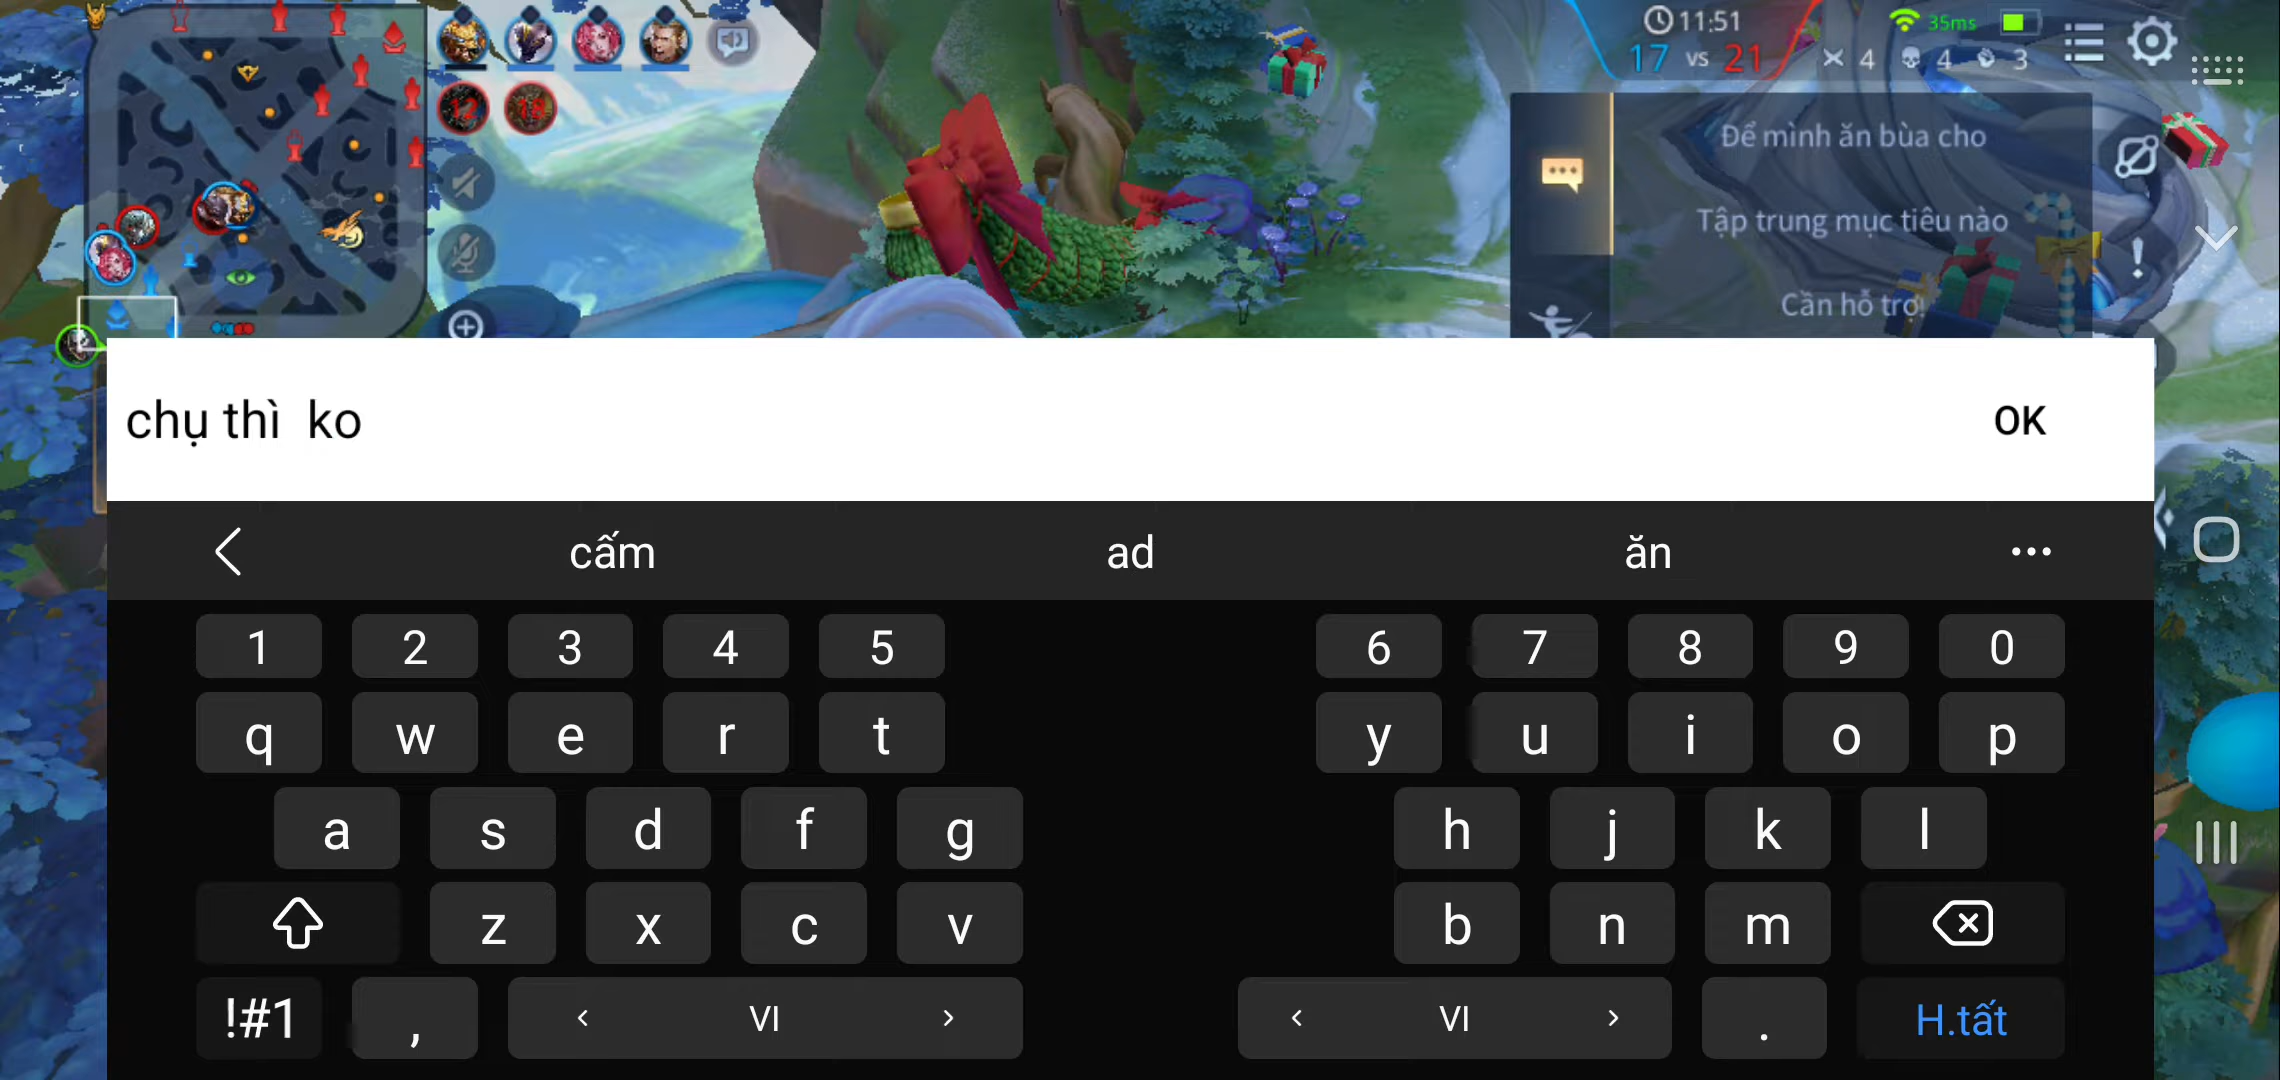 11:51
35ms
17 vs 21
4
4
3
12
18
Để mình ăn bùa cho
Tập trung mục tiêu nào
Cần hỗ trợ!
chụ thì  ko
OK
cấm
ad
ăn
1 2 3 4 5 6 7 8 9 0
q w e r t y u i o p
a s d f g h j k l
z x c v b n m
!#1 , < VI > < VI > . H.tất